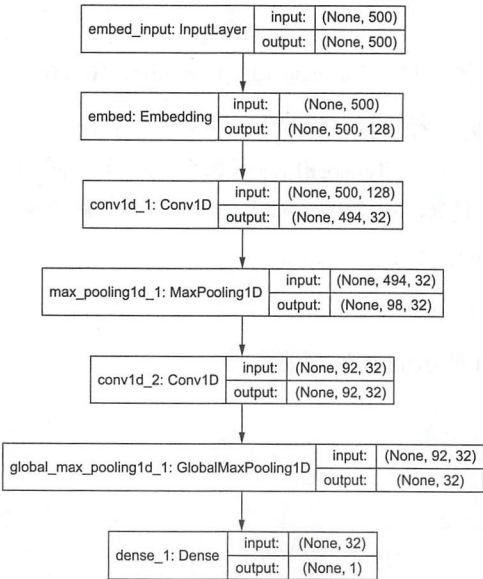 embed_input: InputLayer input: (None, 500)
output: (None, 500)
embed: Embedding input: (None, 500)
output: (None, 500, 128)
conv1d_1: Conv1D input: (None, 500, 128)
output: (None, 494, 32)
max_pooling1d_1: MaxPooling1D input: (None, 494, 32)
output: (None, 98, 32)
conv1d_2: Conv1D input: (None, 92, 32)
output: (None, 92, 32)
global_max_pooling1d_1: GlobalMaxPooling1D input: (None, 92, 32)
output: (None, 32)
dense_1: Dense input: (None, 32)
output: (None, 1)